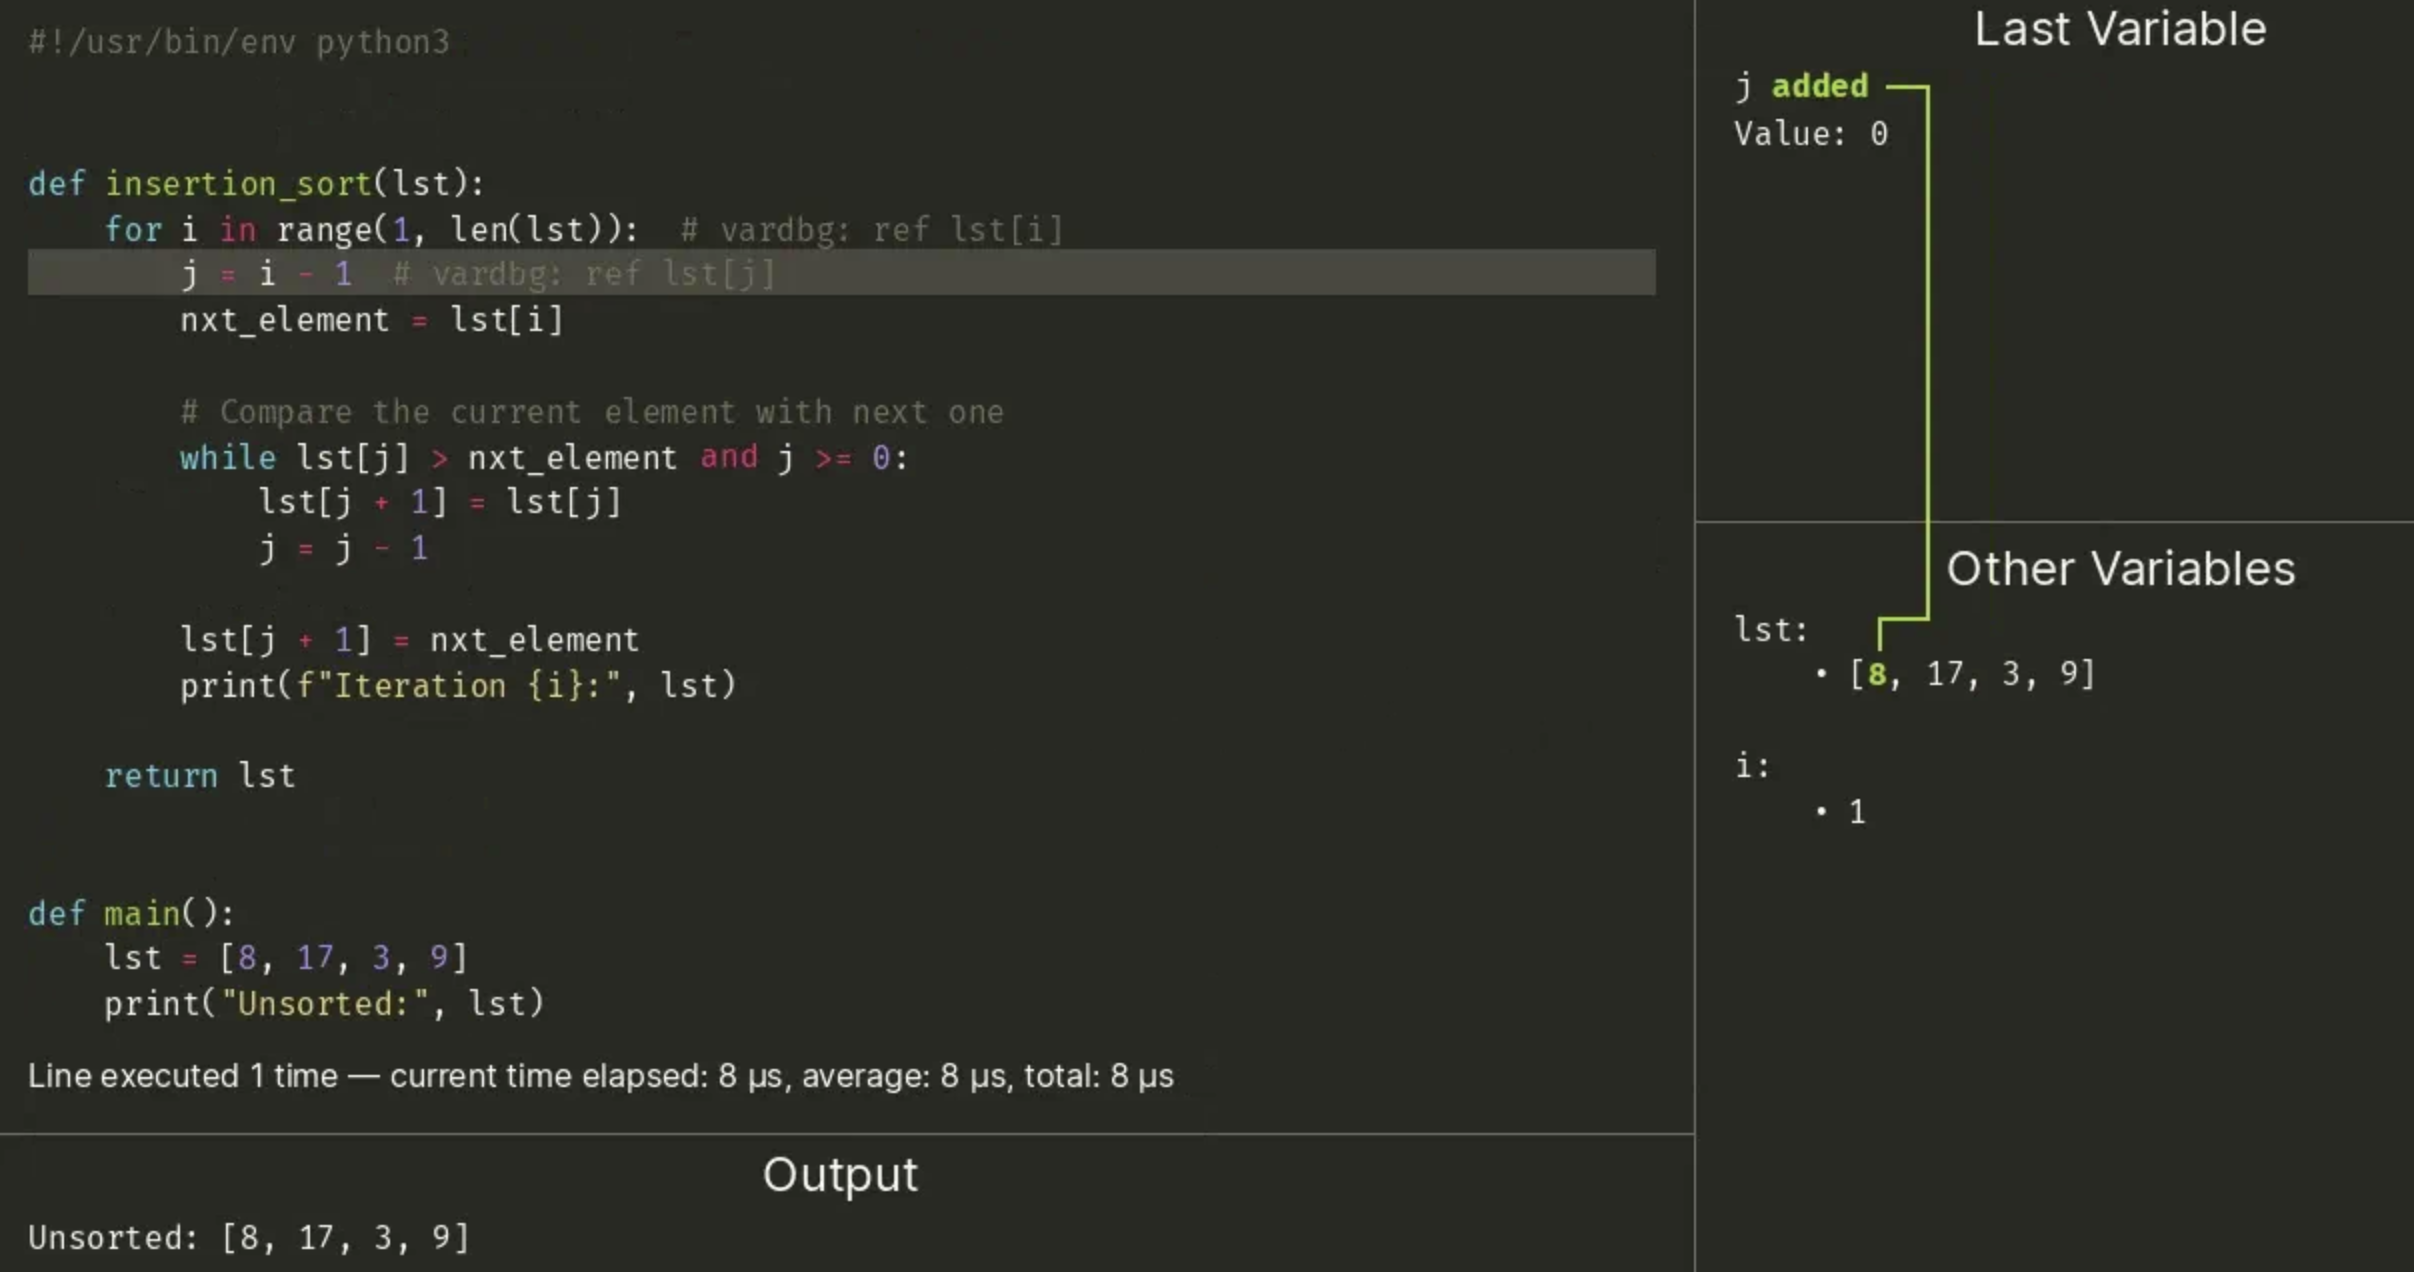 #!/usr/bin/env python3
def insertion_sort(lst):
    for i in range(1, len(lst)):  # vardbg: ref lst[i]
        j = i - 1  # vardbg: ref lst[j]
        nxt_element = lst[i]
        # Compare the current element with next one
        while lst[j] > nxt_element and j >= 0:
            lst[j + 1] = lst[j]
            j = j - 1
        lst[j + 1] = nxt_element
        print(f"Iteration {i}:", lst)
    return lst
def main():
    lst = [8, 17, 3, 9]
    print("Unsorted:", lst)
Line executed 1 time — current time elapsed: 8 µs, average: 8 µs, total: 8 µs
Output
Unsorted: [8, 17, 3, 9]
Last Variable
j added
Value: 0
Other Variables
lst:
• [8, 17, 3, 9]
i:
• 1